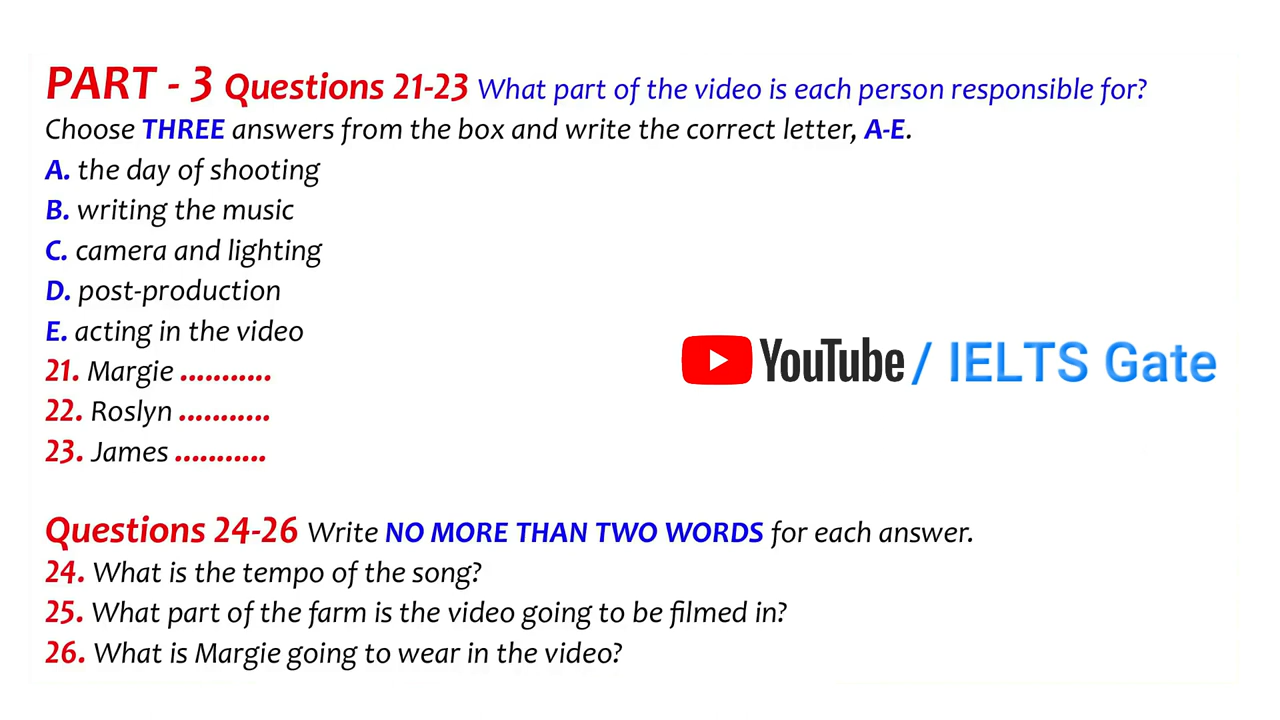 PART - 3 Questions 21-23 What part of the video is each person responsible for?
Choose THREE answers from the box and write the correct letter, A-E.
A. the day of shooting
B. writing the music
C. camera and lighting
D. post-production
E. acting in the video
YouTube / IELTS Gate
21. Margie ...........
22. Roslyn ...........
23. James ...........
Questions 24-26 Write NO MORE THAN TWO WORDS for each answer.
24. What is the tempo of the song?
25. What part of the farm is the video going to be filmed in?
26. What is Margie going to wear in the video?